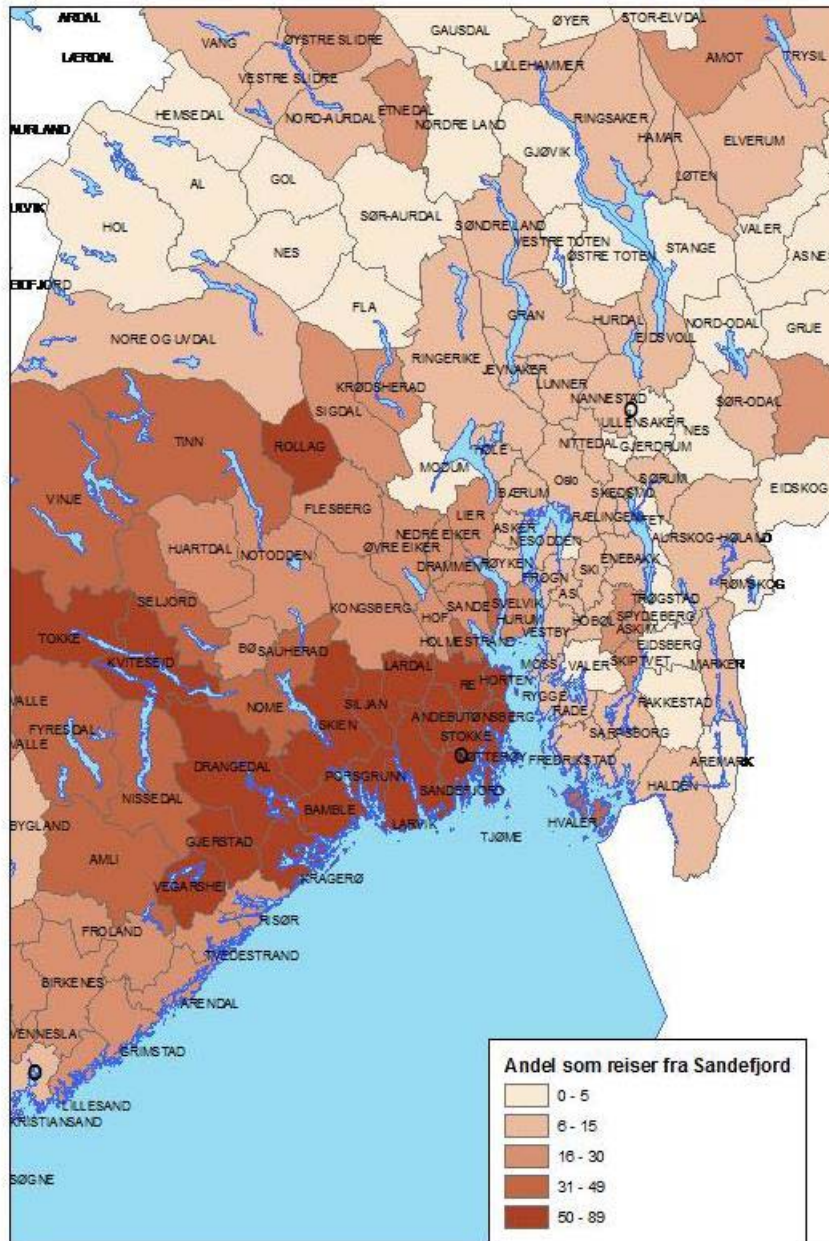 ARDAL
LÆRDAL
AURLAND
ULVIK
EIDFJORD
VANG
ØYSTRE SLIDRE
VESTRE SLIDRE
HEMSEDAL
NORD-AURDAL
ETNEDAL
GAUSDAL
ØYER
STOR-ELVDAL
LILLEHAMMER
AMOT
TRYSIL
NORDRE LAND
RINGSAKER
HAMAR
ELVERUM
GJØVIK
LØTEN
AL
GOL
HOL
NES
SØR-AURDAL
SØNDRE LAND
VESTRE TOTEN
ØSTRE TOTEN
STANGE
VALER
ASNES
FLA
NORE OG UVDAL
RINGERIKE
GRAN
HURDAL
EIDSVOLL
NORD-ODAL
GRUE
JEVNAKER
LUNNER
KRØDSHERAD
SIGDAL
NANNESTAD
ULLENSAKER
NES
SØR-ODAL
TINN
ROLLAG
MODUM
HOLE
NITTEDAL
GJERDRUM
VINJE
FLESBERG
BÆRUM
Oslo
SKEDSMO
SØRUM
EIDSKOG
LIER
ASKER
NESODDEN
RÆLINGEN
FET
AURSKOG-HØLAND
HJARTDAL
NOTODDEN
ØVRE EIKER
NEDRE EIKER
DRAMMEN
RØYKEN
FROGN
SKI
ENEBAKK
RØMSKOG
AS
TRØGSTAD
SELJORD
KONGSBERG
HOF
SANDE
SVELVIK
HURUM
VESTBY
HOBØL
SPYDEBERG
ASKIM
EIDSBERG
TOKKE
BØ
SAUHERAD
HOLMESTRAND
KVITESEID
LARDAL
MOSS
VALER
SKIPTVET
MARKER
RE
HORTEN
RYGGE
RADE
RAKKESTAD
NOME
SILJAN
SKIEN
ANDEBU
TØNSBERG
STOKKE
SARPSBORG
VALLE
VALLE
FYRESDAL
NØTTERØY
FREDRIKSTAD
AREMARK
DRANGEDAL
PORSGRUNN
SANDEFJORD
HALDEN
NISSEDAL
BAMBLE
LARVIK
TJØME
HVALER
BYGLAND
GJERSTAD
AMLI
VEGARSHEI
KRAGERØ
RISØR
FROLAND
TVEDESTRAND
BIRKENES
ARENDAL
VENNESLA
GRIMSTAD
LILLESAND
KRISTIANSAND
SØGNE
Andel som reiser fra Sandefjord
0 - 5
6 - 15
16 - 30
31 - 49
50 - 89